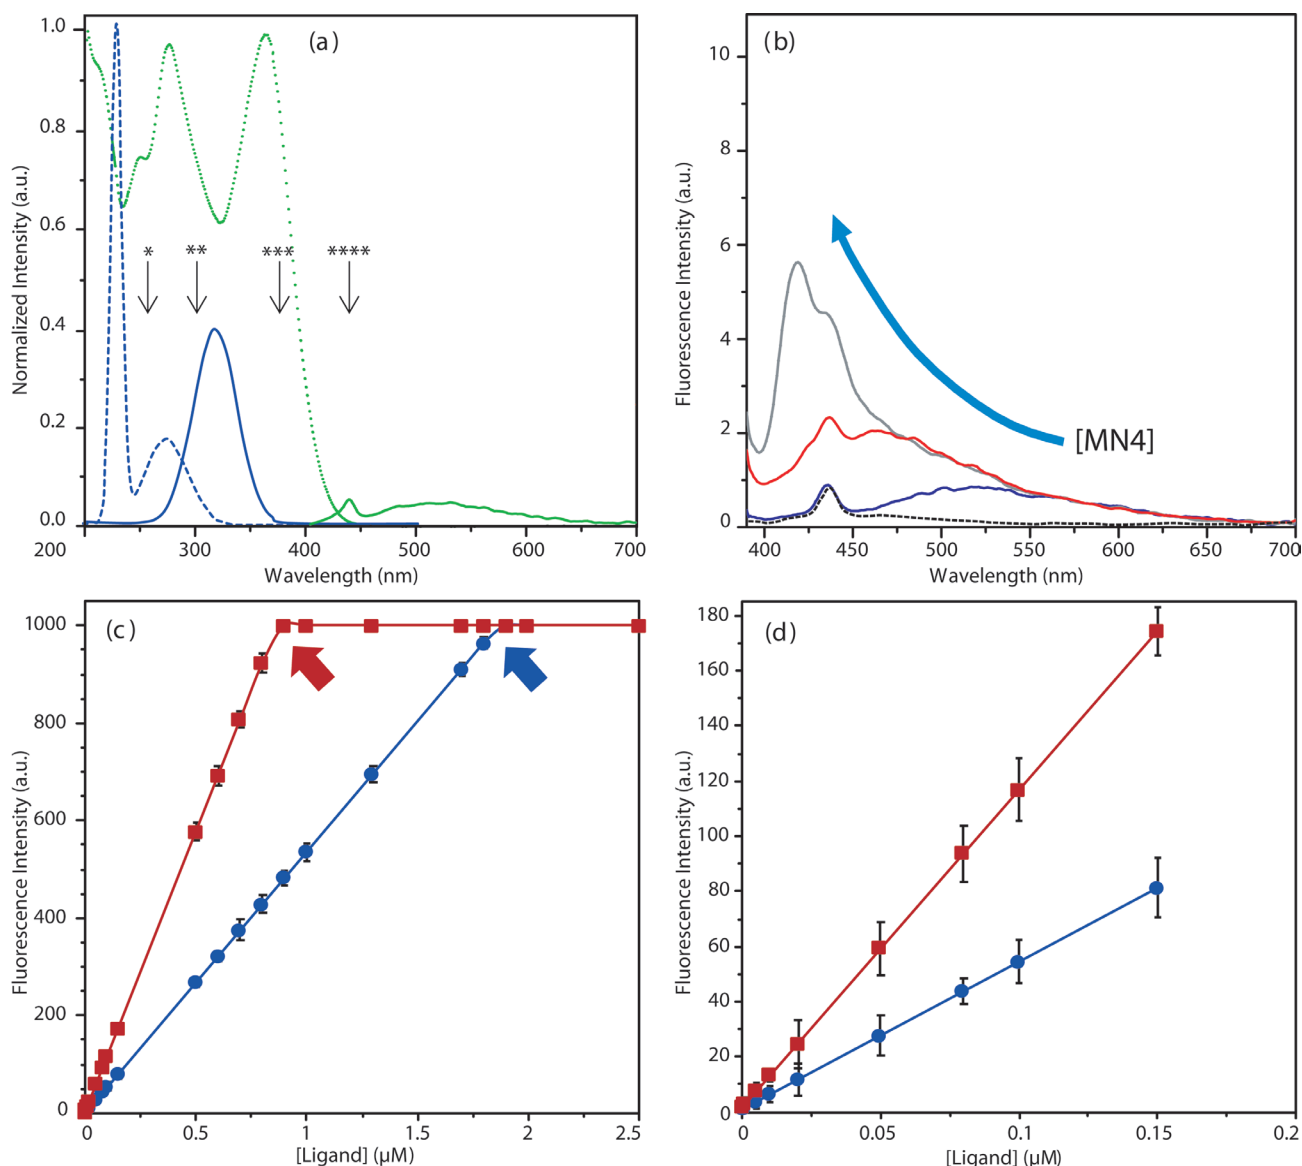 (a)
Normalized Intensity (a.u.)
1.0
0.8
0.6
0.4
0.2
0.0
* ** *** ****
200 300 400 500 600 700
Wavelength (nm)
(b)
Fluorescence Intensity (a.u.)
10
8
6
4
2
0
[MN4]
400 450 500 550 600 650 700
Wavelength (nm)
(c)
Fluorescence Intensity (a.u.)
1000
800
600
400
200
0
0 0.5 1 1.5 2 2.5
[Ligand] (μM)
(d)
Fluorescence Intensity (a.u.)
180
160
140
120
100
80
60
40
20
0
0 0.05 0.1 0.15 0.2
[Ligand] (μM)